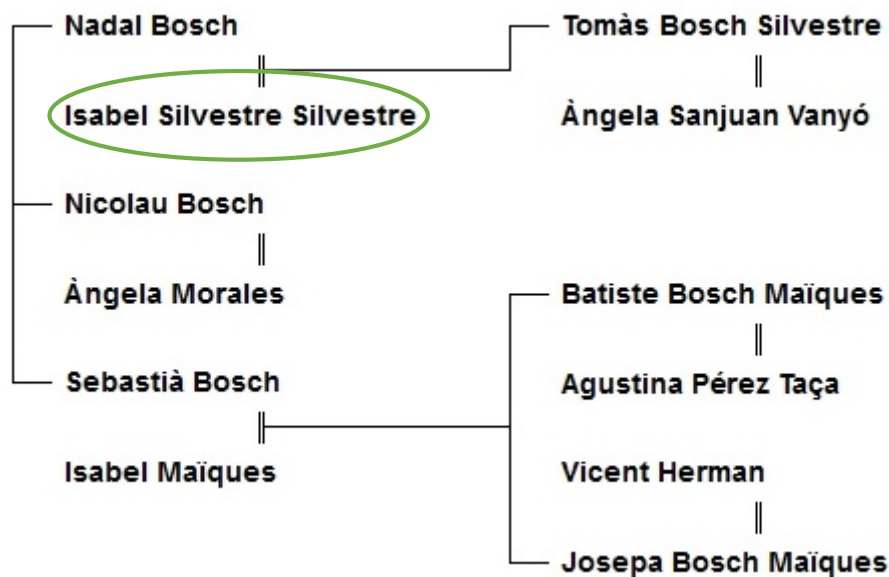 Nadal Bosch
Isabel Silvestre Silvestre
Nicolau Bosch
Àngela Morales
Sebastià Bosch
Isabel Maïques
Tomàs Bosch Silvestre
Àngela Sanjuan Vanyó
Batiste Bosch Maïques
Agustina Pérez Taça
Vicent Herman
Josepa Bosch Maïques